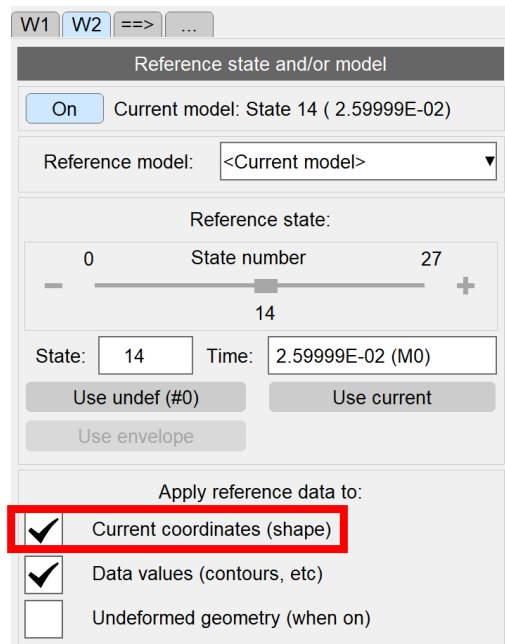 W1 W2 ==> ...
Reference state and/or model
On Current model: State 14 ( 2.59999E-02)
Reference model: <Current model>
Reference state:
0 State number 27
14
State: 14 Time: 2.59999E-02 (M0)
Use undef (#0) Use current
Use envelope
Apply reference data to:
Current coordinates (shape)
Data values (contours, etc)
Undeformed geometry (when on)